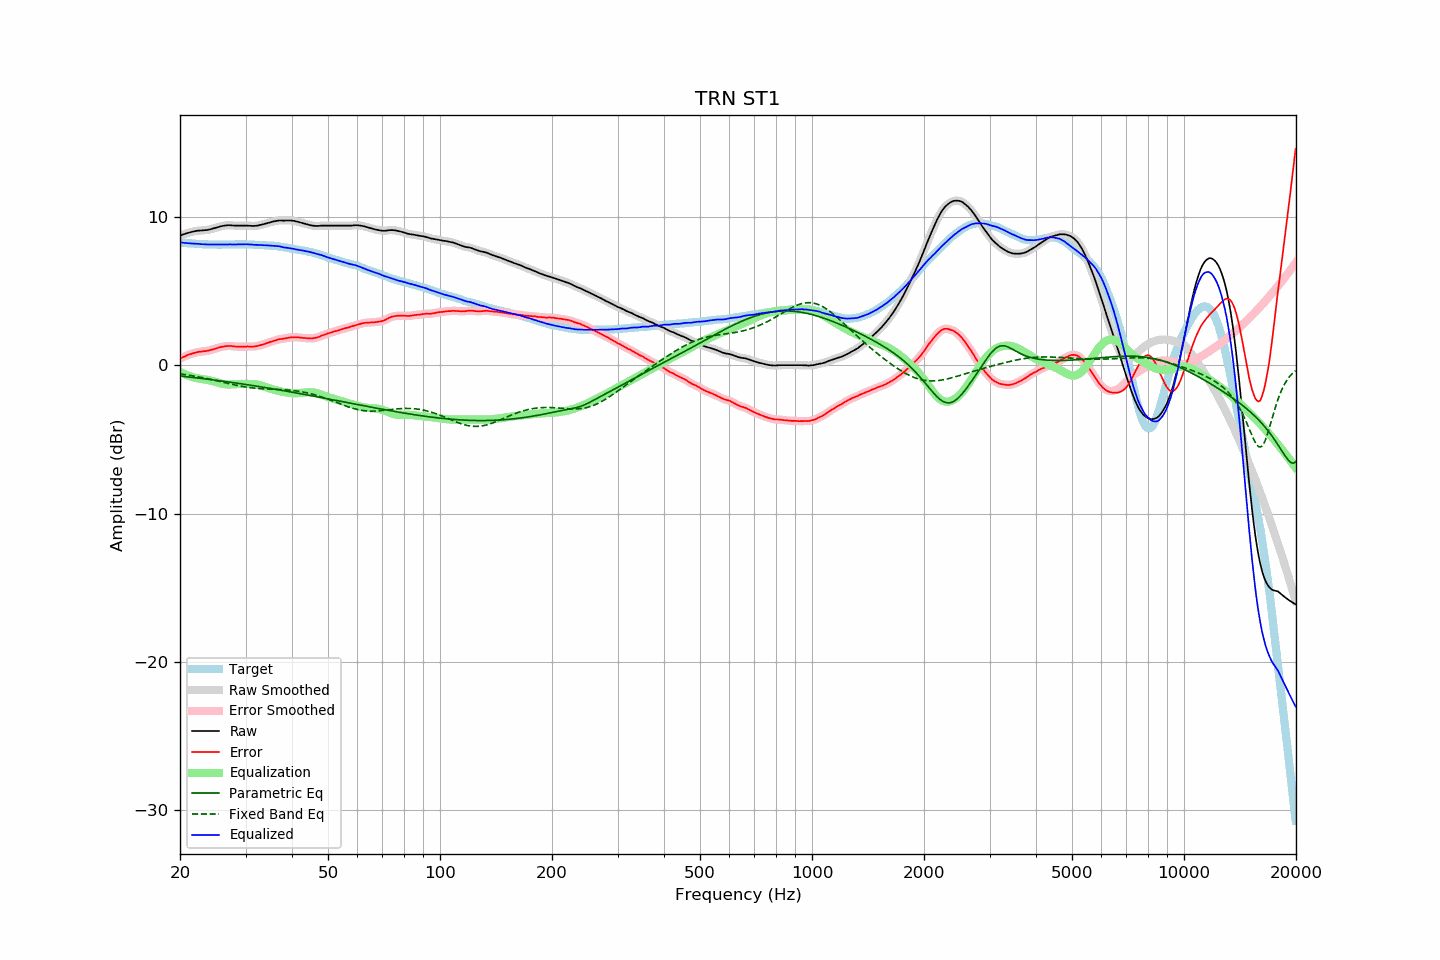 TRN ST1
Amplitude (dBr)
10
0
−10
−20
−30
Target
Raw Smoothed
Error Smoothed
Raw
Error
Equalization
Parametric Eq
Fixed Band Eq
Equalized
20 50 100 200 500 1000 2000 5000 10000 20000
Frequency (Hz)